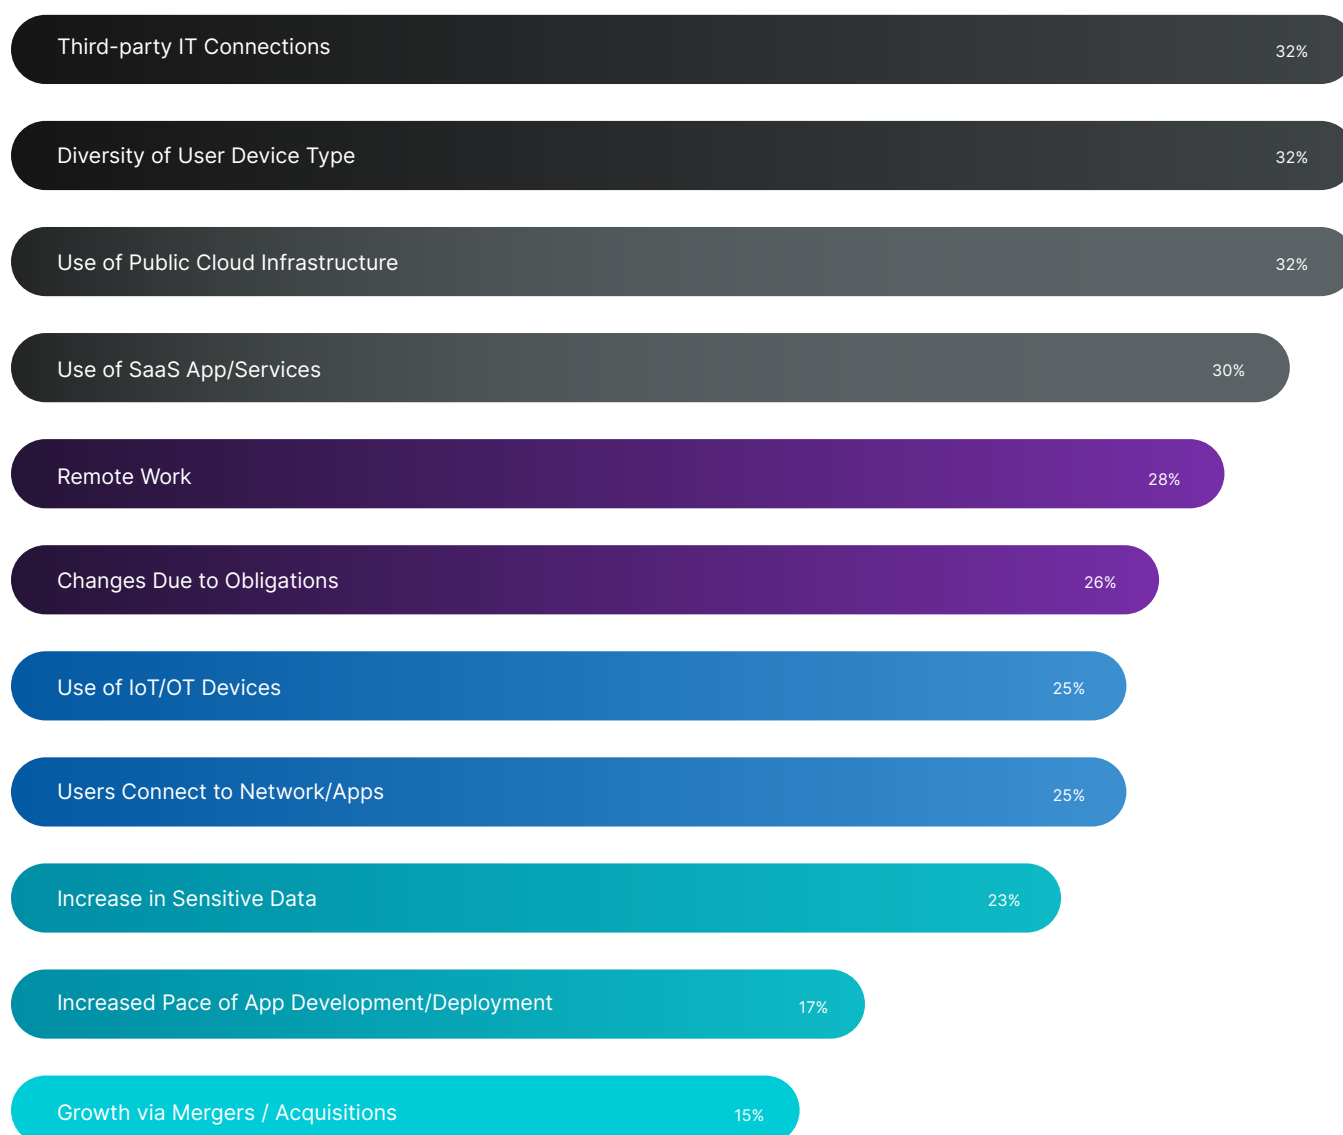 Third-party IT Connections 32%
Diversity of User Device Type 32%
Use of Public Cloud Infrastructure 32%
Use of SaaS App/Services 30%
Remote Work 28%
Changes Due to Obligations 26%
Use of IoT/OT Devices 25%
Users Connect to Network/Apps 25%
Increase in Sensitive Data 23%
Increased Pace of App Development/Deployment 17%
Growth via Mergers / Acquisitions 15%